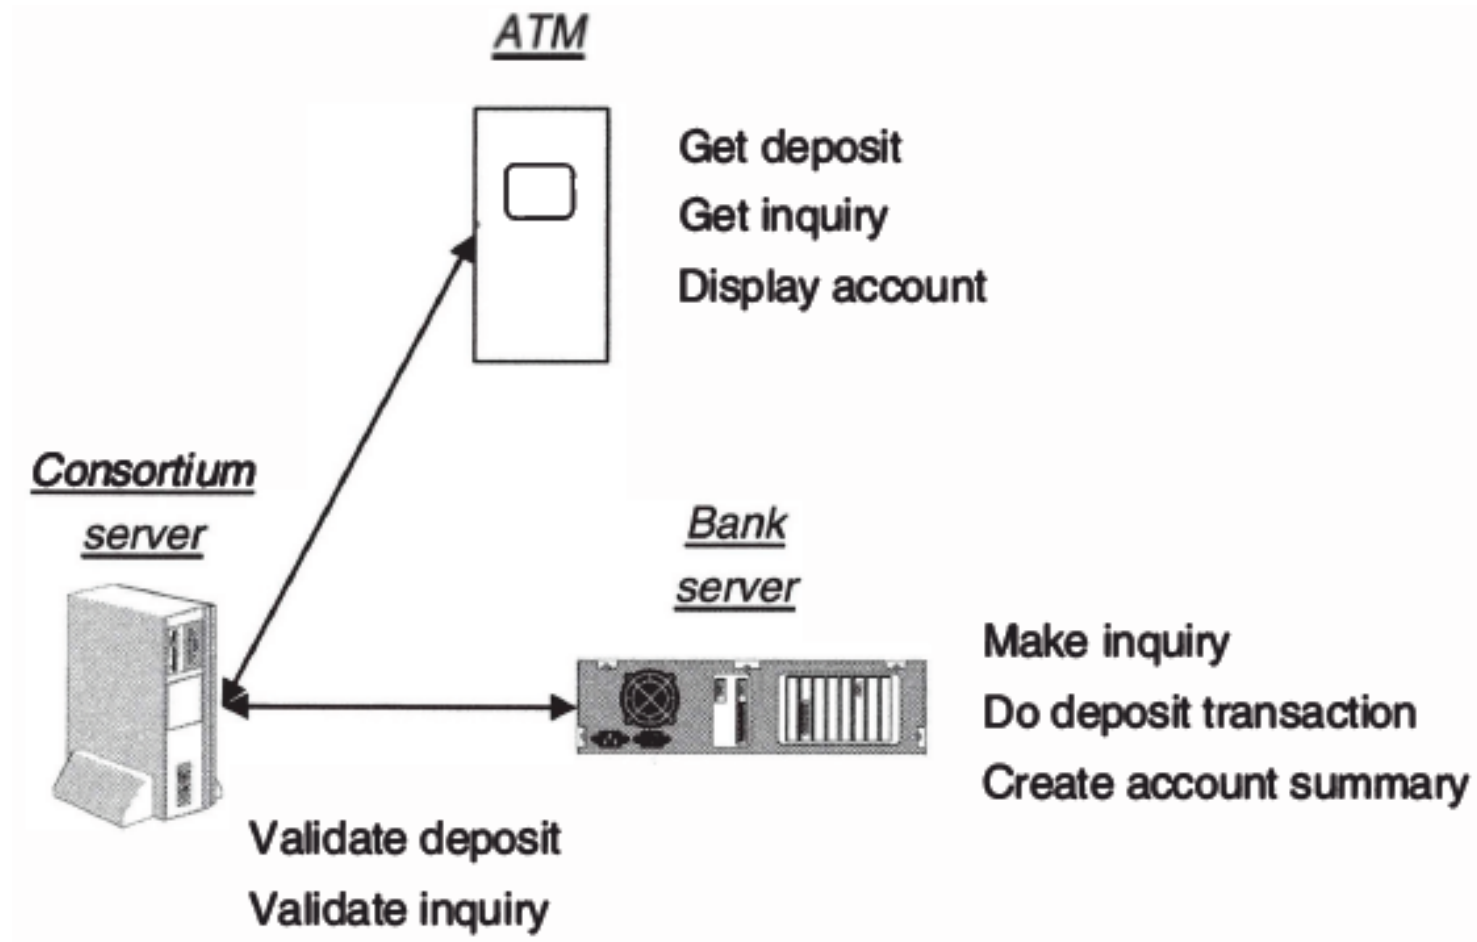 ATM
Get deposit
Get inquiry
Display account
Consortium
server
Bank
server
Make inquiry
Do deposit transaction
Create account summary
Validate deposit
Validate inquiry